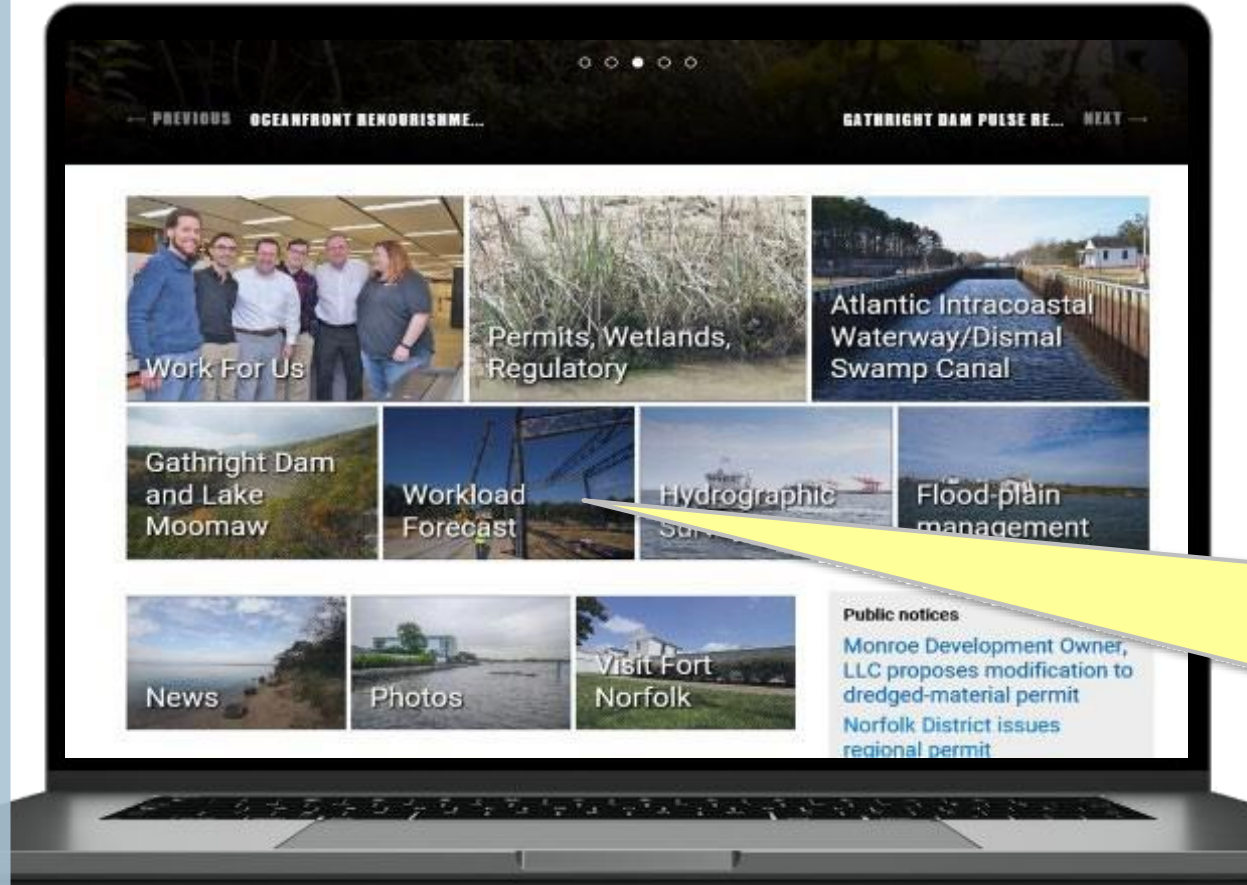 ← PREVIOUS OCEANFRONT RENOURISHME...
GATHRIGHT DAM PULSE RE... NEXT →
Work For Us
Permits, Wetlands,
Regulatory
Atlantic Intracoastal
Waterway/Dismal
Swamp Canal
Gathright Dam
and Lake
Moomaw
Workload
Forecast
Hydrographic
Flood plain
management
News
Photos
Visit Fort
Norfolk
Public notices
Monroe Development Owner,
LLC proposes modification to
dredged-material permit
Norfolk District issues
regional permit